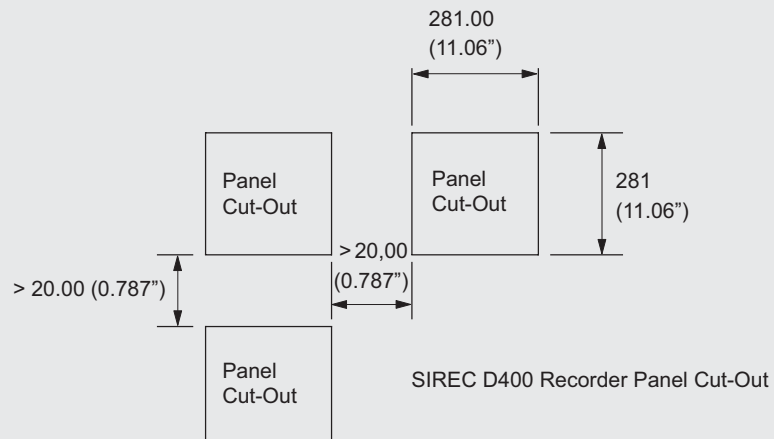 281.00
(11.06”)
Panel
Cut-Out
Panel
Cut-Out
281
(11.06”)
> 20,00
(0.787”)
> 20.00 (0.787”)
Panel
Cut-Out
SIREC D400 Recorder Panel Cut-Out